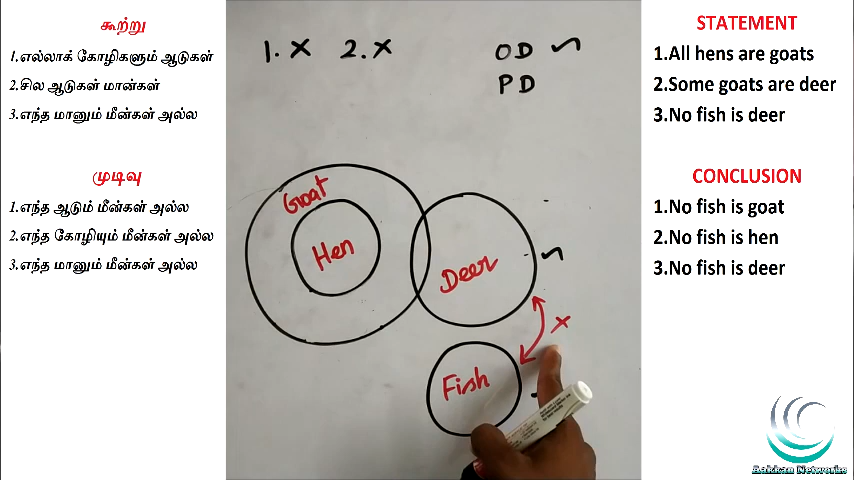 கூற்று
1.எல்லாக் கோழிகளும் ஆடுகள்
2.சில ஆடுகள் மான்கள்
3.எந்த மானும் மீன்கள் அல்ல
முடிவு
1.எந்த ஆடும் மீன்கள் அல்ல
2.எந்த கோழியும் மீன்கள் அல்ல
3.எந்த மானும் மீன்கள் அல்ல
1. X 2. X
OD
PD
Goat
Hen
Deer
X
Fish
STATEMENT
1.All hens are goats
2.Some goats are deer
3.No fish is deer
CONCLUSION
1.No fish is goat
2.No fish is hen
3.No fish is deer
Aakkan Networks